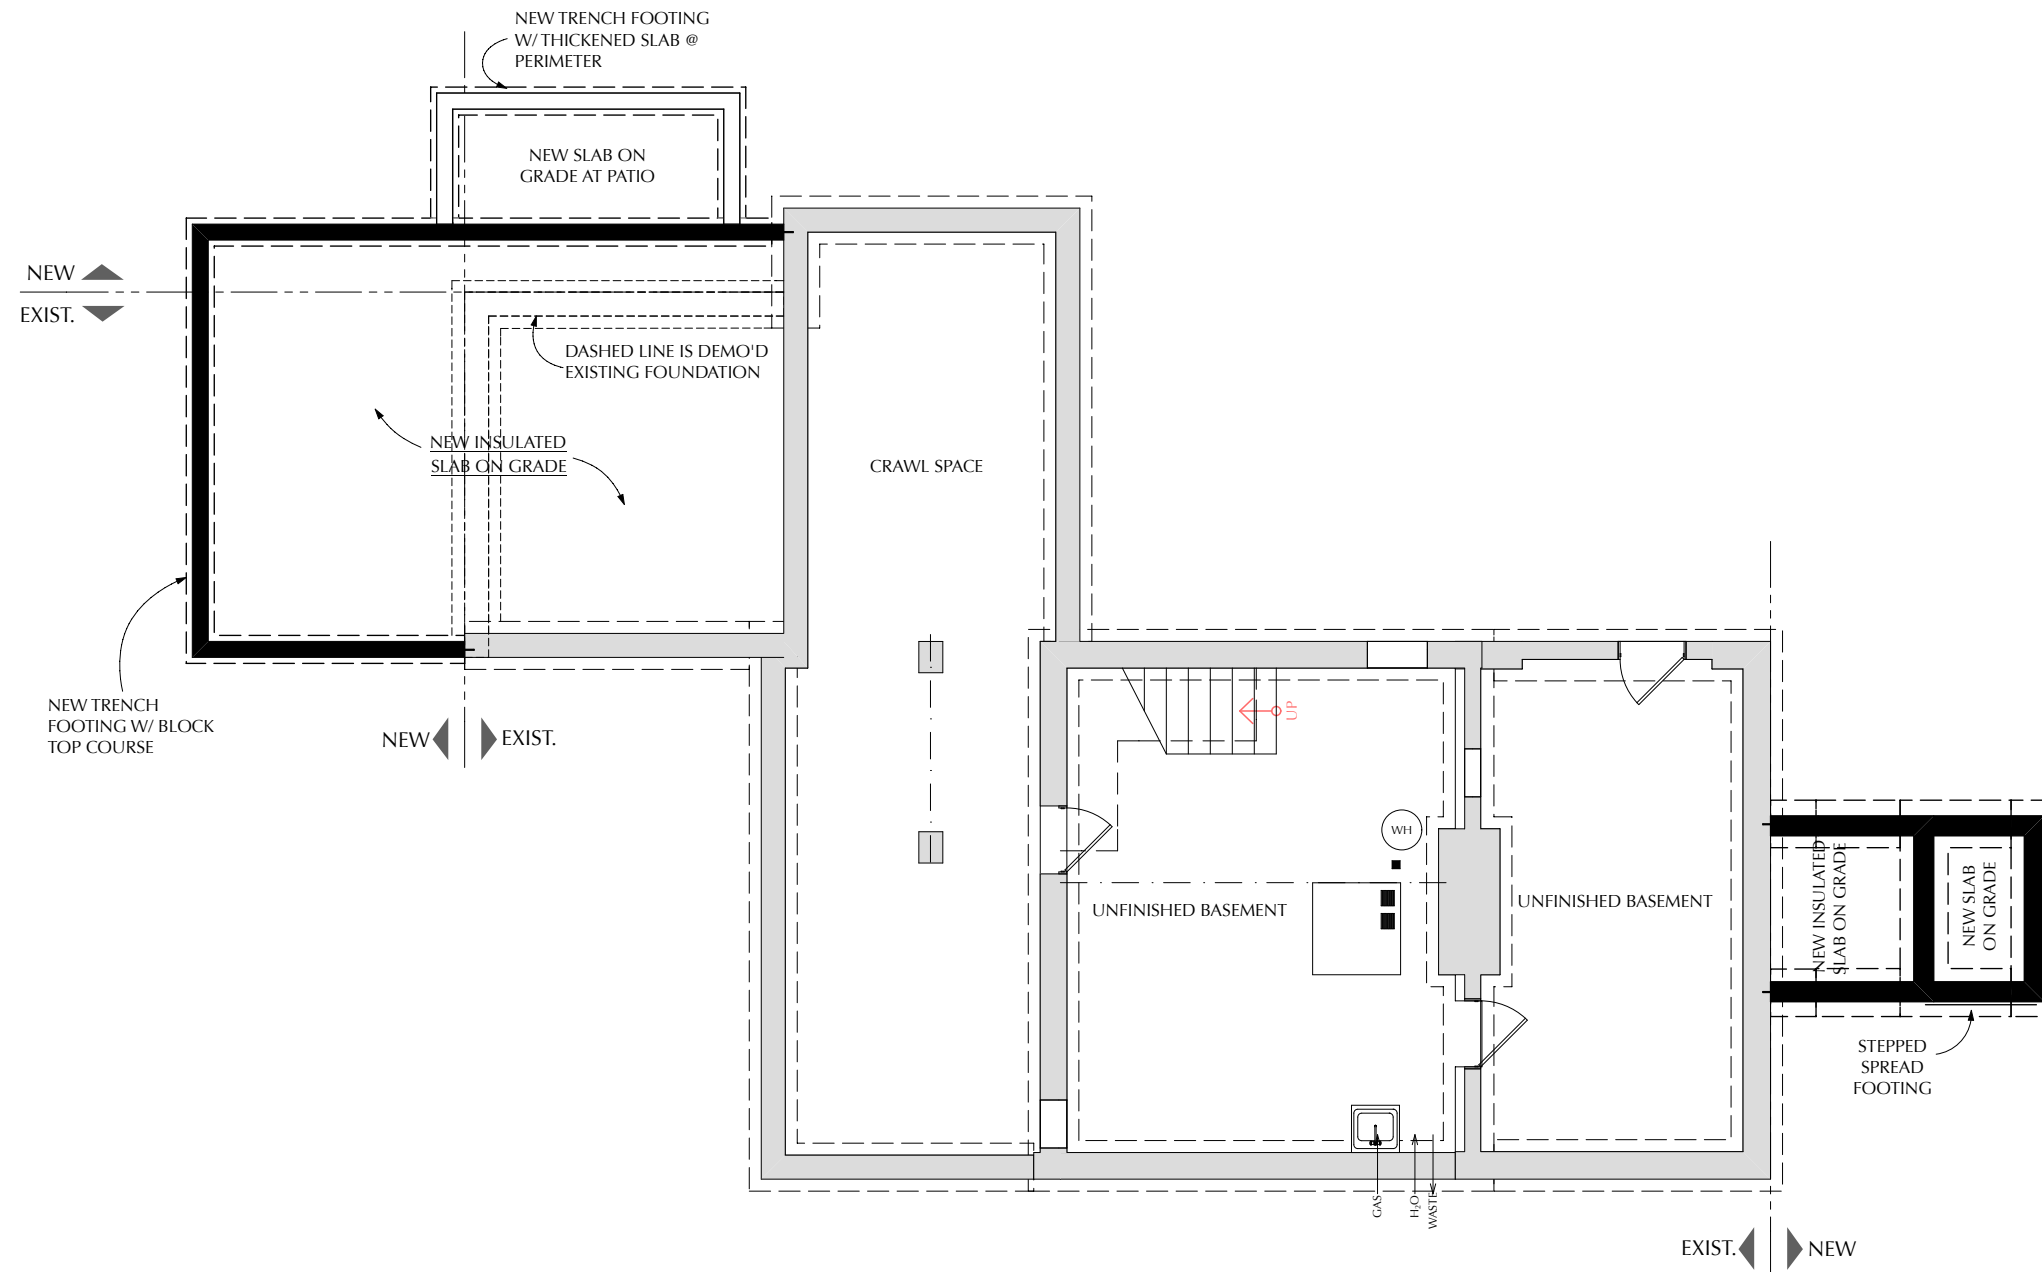 NEW TRENCH FOOTING
W/ THICKENED SLAB @
PERIMETER
NEW SLAB ON
GRADE AT PATIO
NEW
EXIST.
DASHED LINE IS DEMO'D
EXISTING FOUNDATION
NEW INSULATED
SLAB ON GRADE
CRAWL SPACE
NEW TRENCH
FOOTING W/ BLOCK
TOP COURSE
NEW
EXIST.
UP
WH
UNFINISHED BASEMENT
UNFINISHED BASEMENT
NEW INSULATED
SLAB ON GRADE
NEW SLAB
ON GRADE
STEPPED
SPREAD
FOOTING
GAS
H₂O
WASTE
EXIST.
NEW